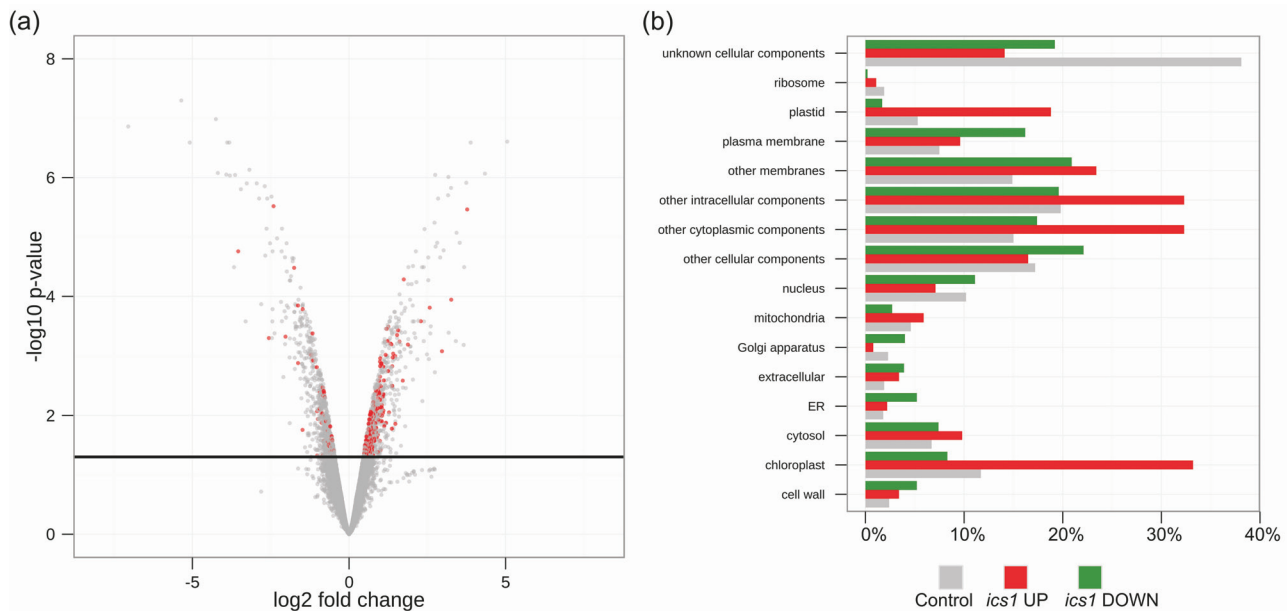 (a)
8
6
4
2
0
-log10 p-value
-5
0
5
log2 fold change
(b)
unknown cellular components
ribosome
plastid
plasma membrane
other membranes
other intracellular components
other cytoplasmic components
other cellular components
nucleus
mitochondria
Golgi apparatus
extracellular
ER
cytosol
chloroplast
cell wall
0%
10%
20%
30%
40%
Control
ics1 UP
ics1 DOWN